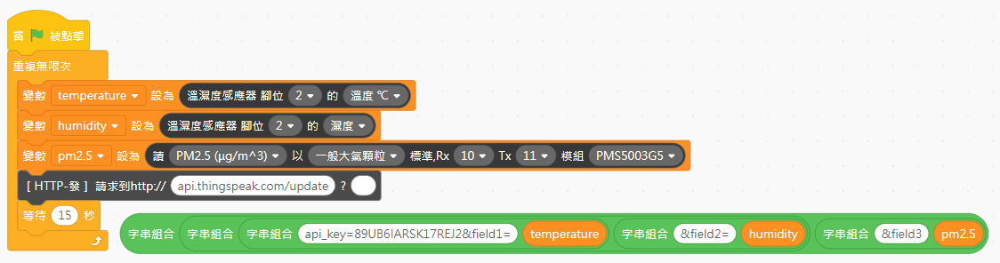 當 被點擊
重複無限次
變數 temperature 設為 溫濕度感應器 腳位 2 的 溫度 ℃
變數 humidity 設為 溫濕度感應器 腳位 2 的 濕度
變數 pm2.5 設為 讀 PM2.5 (μg/m^3) 以 一般大氣顆粒 標準,Rx 10 Tx 11 模組 PMS5003G5
[ HTTP-發 ] 請求到http:// api.thingspeak.com/update ?
等待 15 秒
字串組合 字串組合 字串組合 api_key=89UB6IARSK17REJ2&field1= temperature 字串組合 &field2= humidity 字串組合 &field3 pm2.5